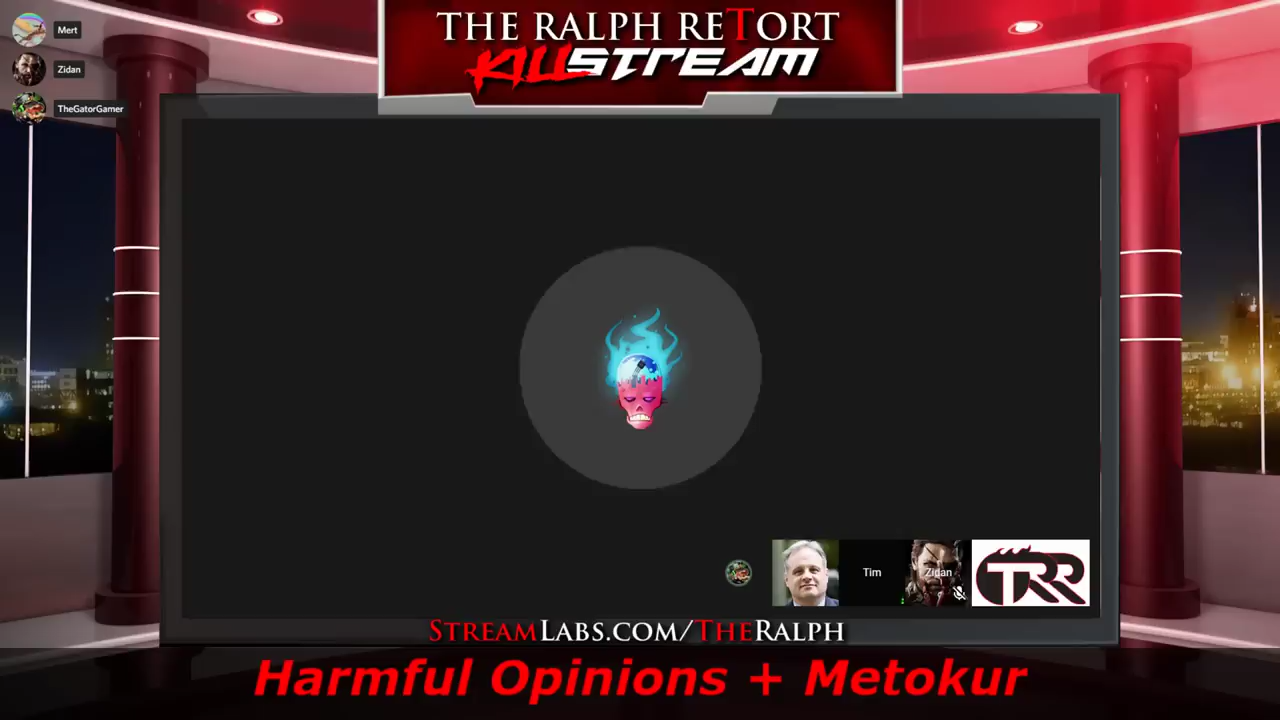 Mert
Zidan
TheGatorGamer
THE RALPH RETORT
KILLSTREAM
Tim
Zidan
TRR
STREAMLABS.COM/THERALPH
Harmful Opinions + Metokur